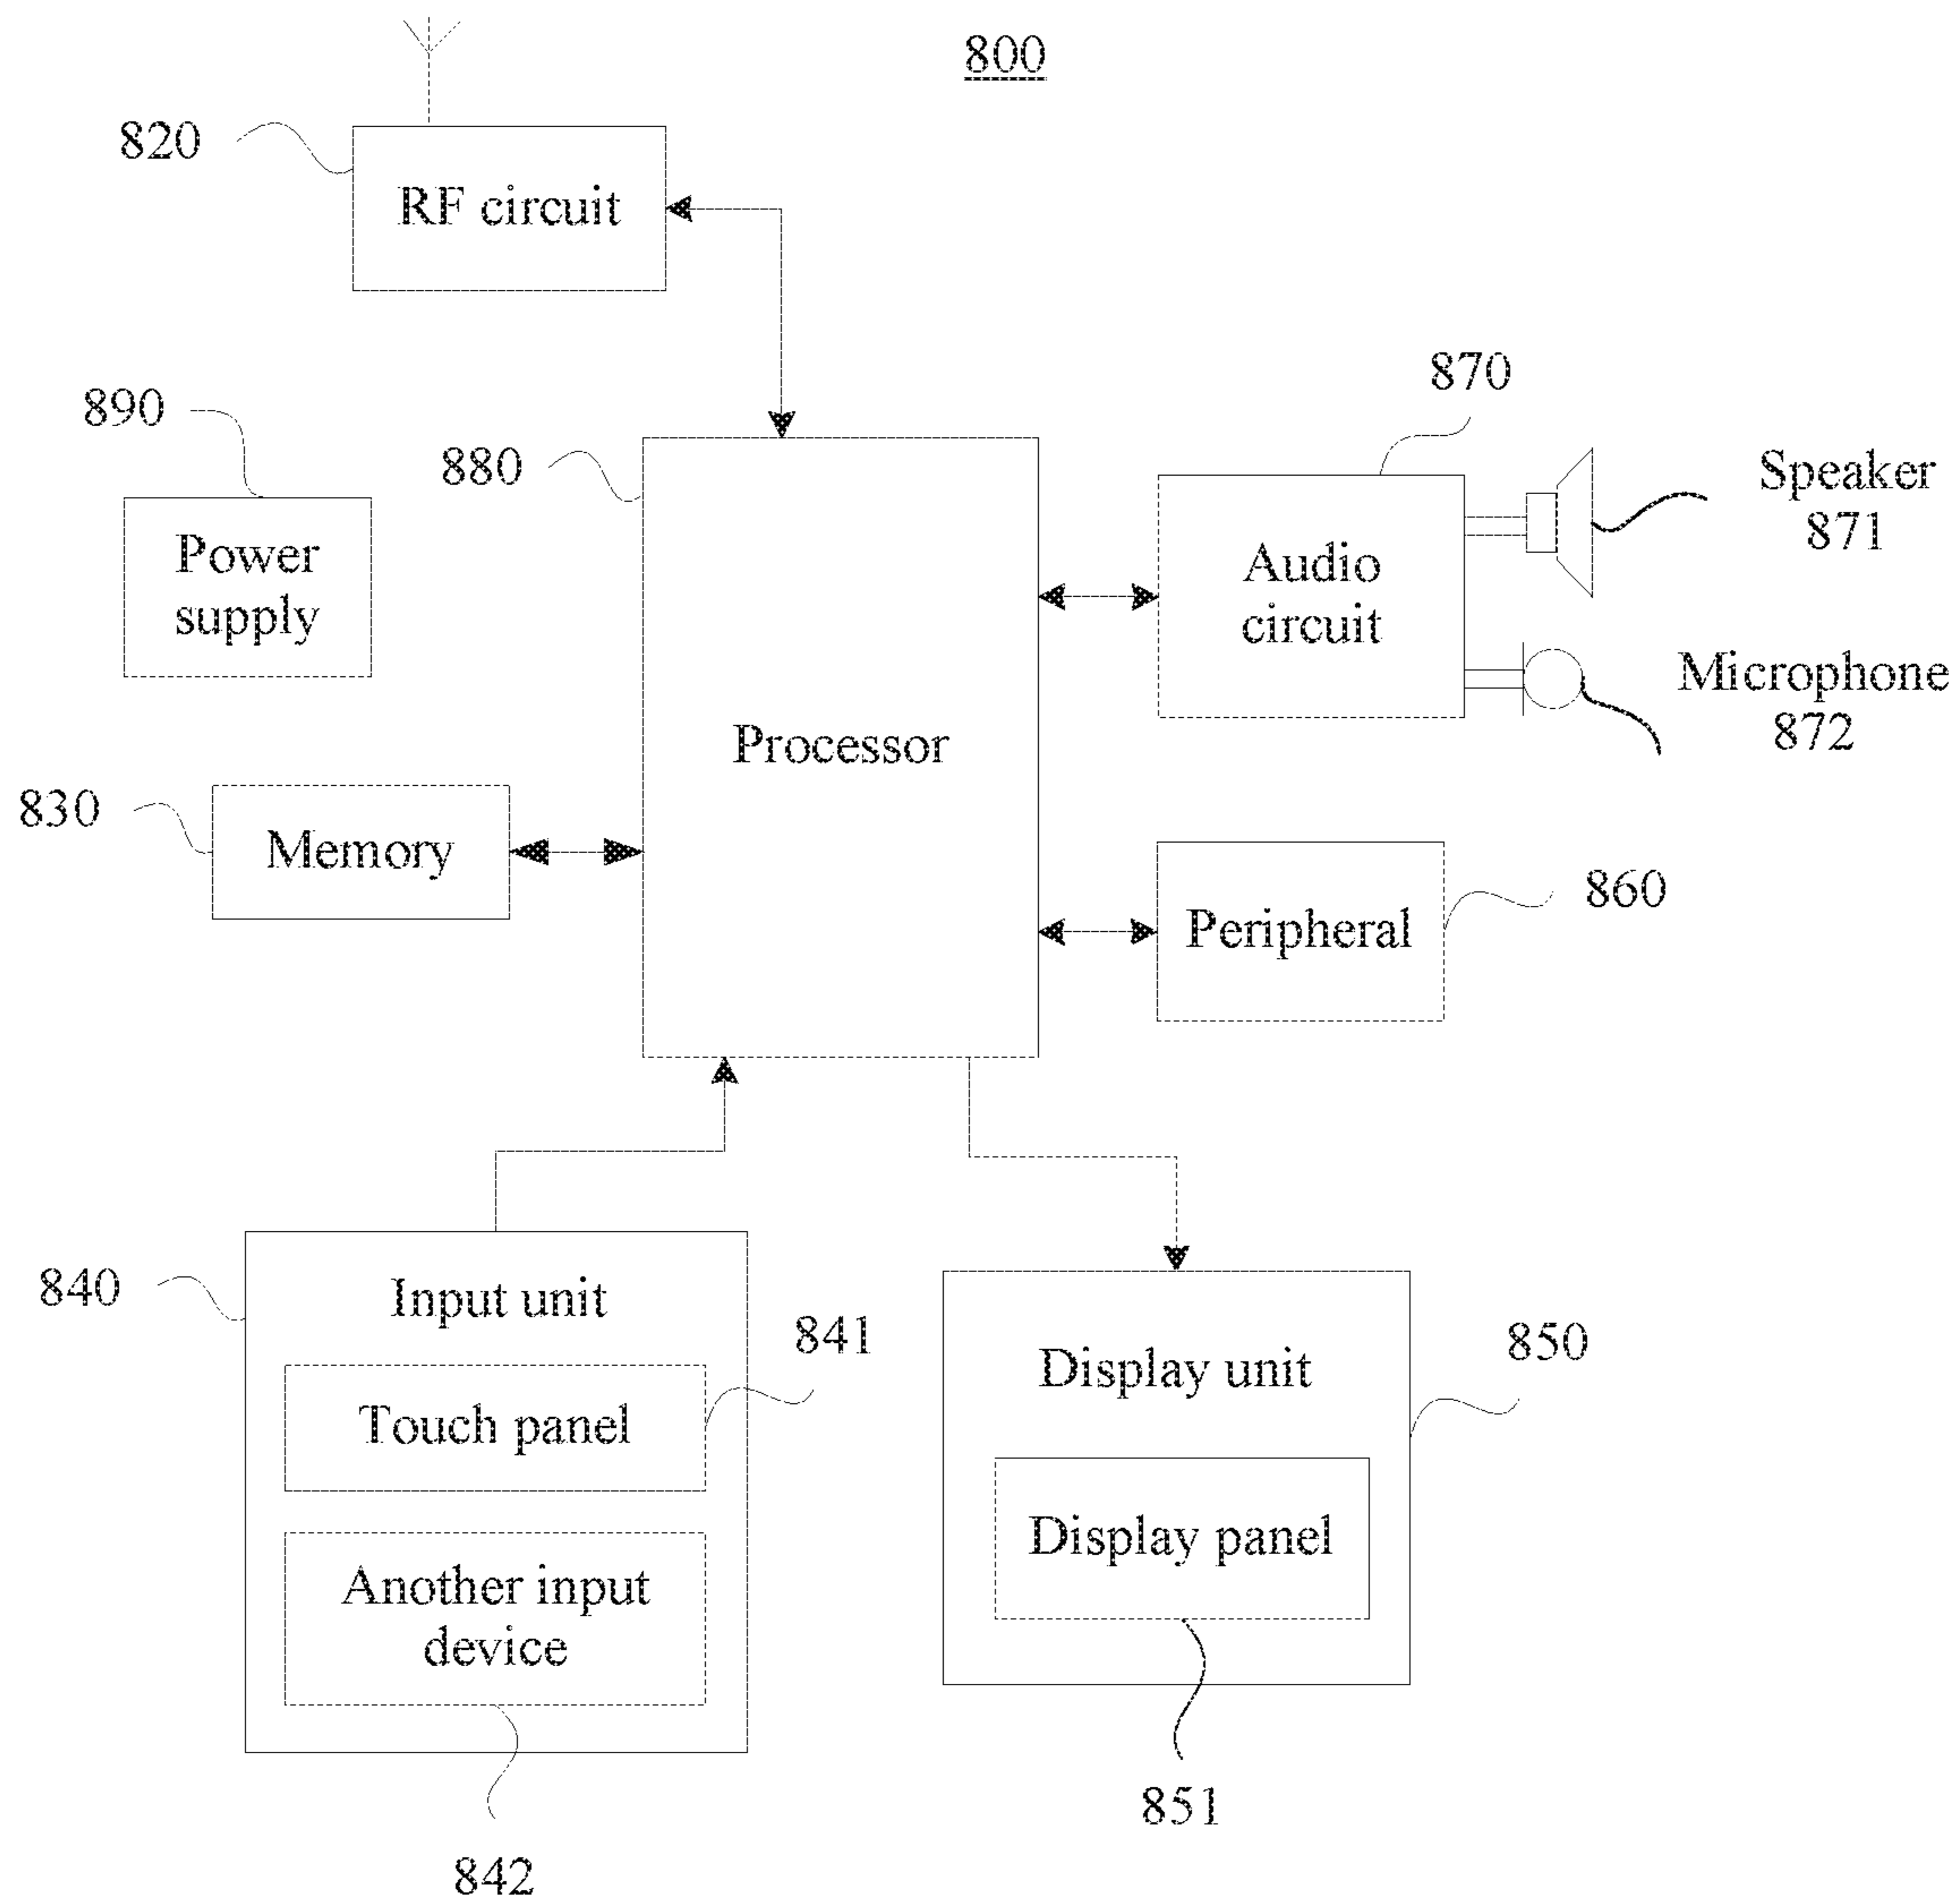 800
820
RF circuit
890
880
870
Speaker
871
Power
supply
Audio
circuit
Microphone
872
Processor
830
Memory
860
Peripheral
840
Input unit
841
Touch panel
Another input
device
842
850
Display unit
Display panel
851